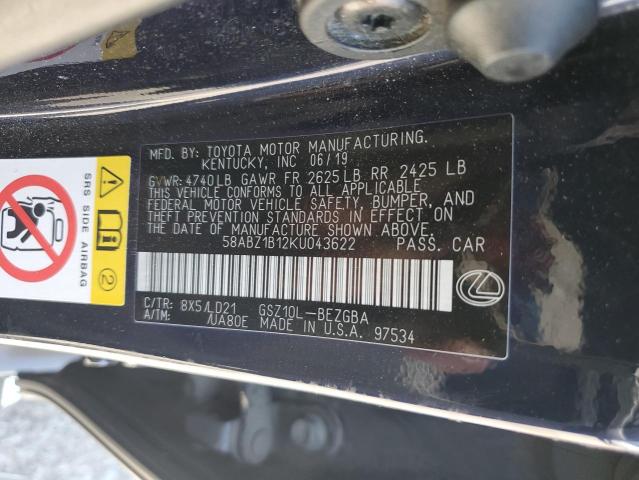 MFD. BY: TOYOTA MOTOR MANUFACTURING.
KENTUCKY, INC 06/19
GVWR: 4740LB GAWR FR 2625LB RR 2425 LB
THIS VEHICLE CONFORMS TO ALL APPLICABLE
FEDERAL MOTOR VEHICLE SAFETY, BUMPER, AND
THEFT PREVENTION STANDARDS IN EFFECT ON
THE DATE OF MANUFACTURE SHOWN ABOVE.
58ABZ1B12KU043622 PASS. CAR
C/TR: 8X5/LD21 GSZ10L-BEZGBA
A/TM: /UA80E MADE IN U.S.A. 97534
SRS SIDE AIRBAG
2